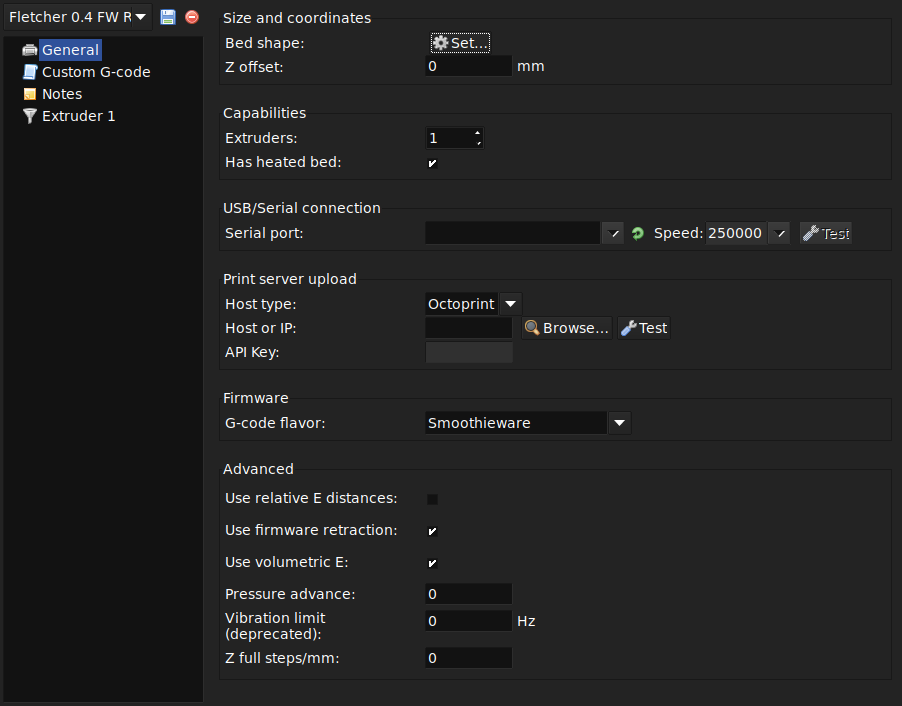 Fletcher 0.4 FW R
General
Custom G-code
Notes
Extruder 1
Size and coordinates
Bed shape: Set...
Z offset: 0 mm
Capabilities
Extruders: 1
Has heated bed:
USB/Serial connection
Serial port: Speed: 250000 Test
Print server upload
Host type: Octoprint
Host or IP: Browse... Test
API Key:
Firmware
G-code flavor: Smoothieware
Advanced
Use relative E distances:
Use firmware retraction:
Use volumetric E:
Pressure advance: 0
Vibration limit
(deprecated): 0 Hz
Z full steps/mm: 0